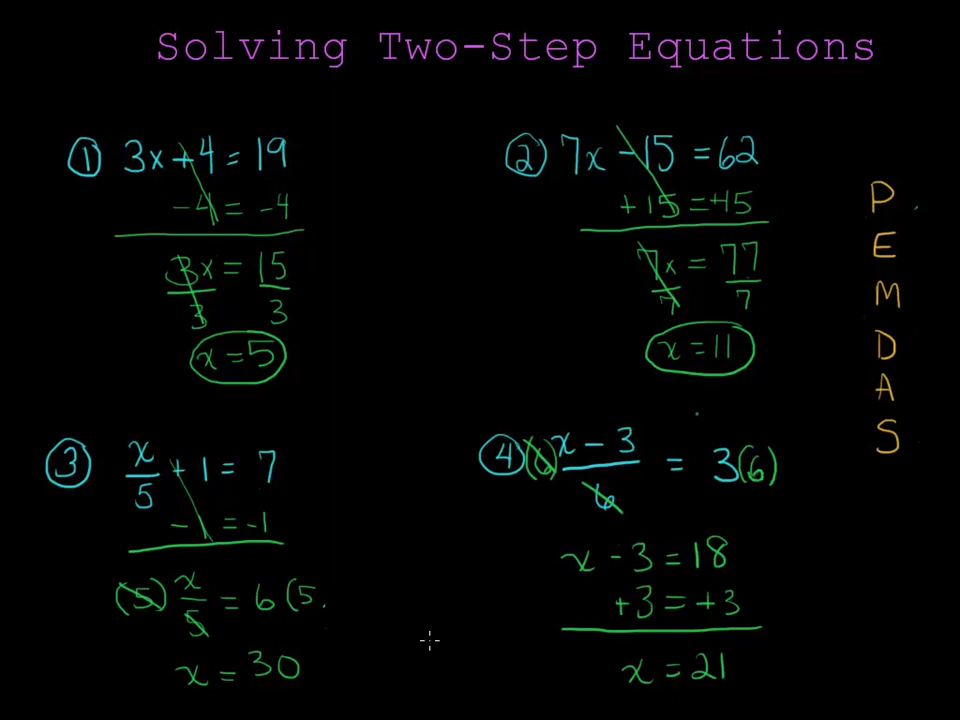 Solving Two-Step Equations
① 3x + 4 = 19
- 4 = - 4
3x = 15
3 3
x = 5
② 7x - 15 = 62
+ 15 = +15
7x = 77
7 7
x = 11
③ x/5 + 1 = 7
- 1 = - 1
(5) x/5 = 6 (5
x = 30
④ (6) x - 3 / 6 = 3 (6)
x - 3 = 18
+ 3 = + 3
x = 21
P
E
M
D
A
S